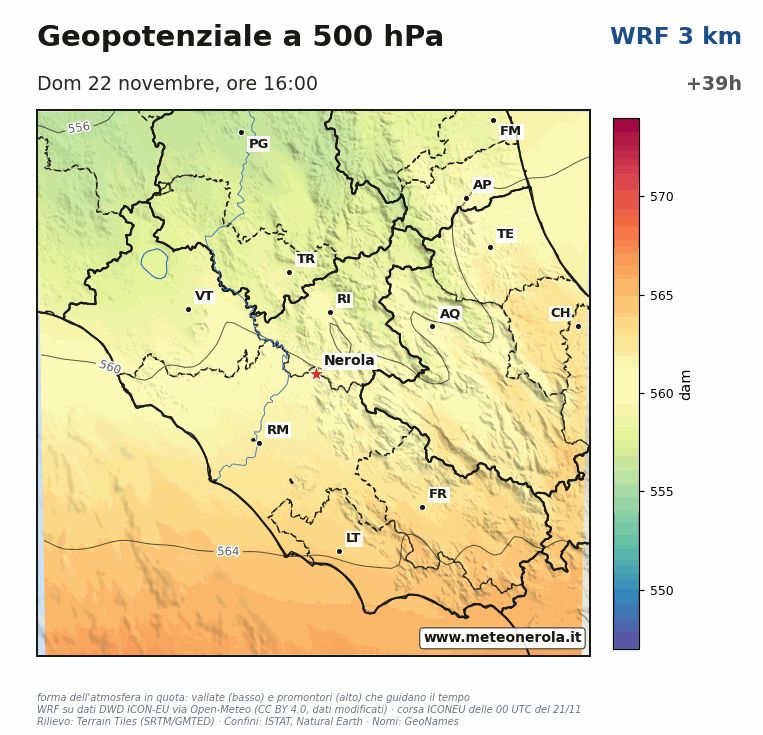 Geopotenziale a 500 hPa
WRF 3 km
Dom 22 novembre, ore 16:00
+39h
556
PG
FM
AP
TE
TR
VT
RI
AQ
CH
560
Nerola
RM
FR
LT
564
www.meteonerola.it
570
565
560
555
550
dam
forma dell'atmosfera in quota: vallate (basso) e promontori (alto) che guidano il tempo
WRF su dati DWD ICON-EU via Open-Meteo (CC BY 4.0, dati modificati) · corsa ICONEU delle 00 UTC del 21/11
Rilievo: Terrain Tiles (SRTM/GMTED) · Confini: ISTAT, Natural Earth · Nomi: GeoNames